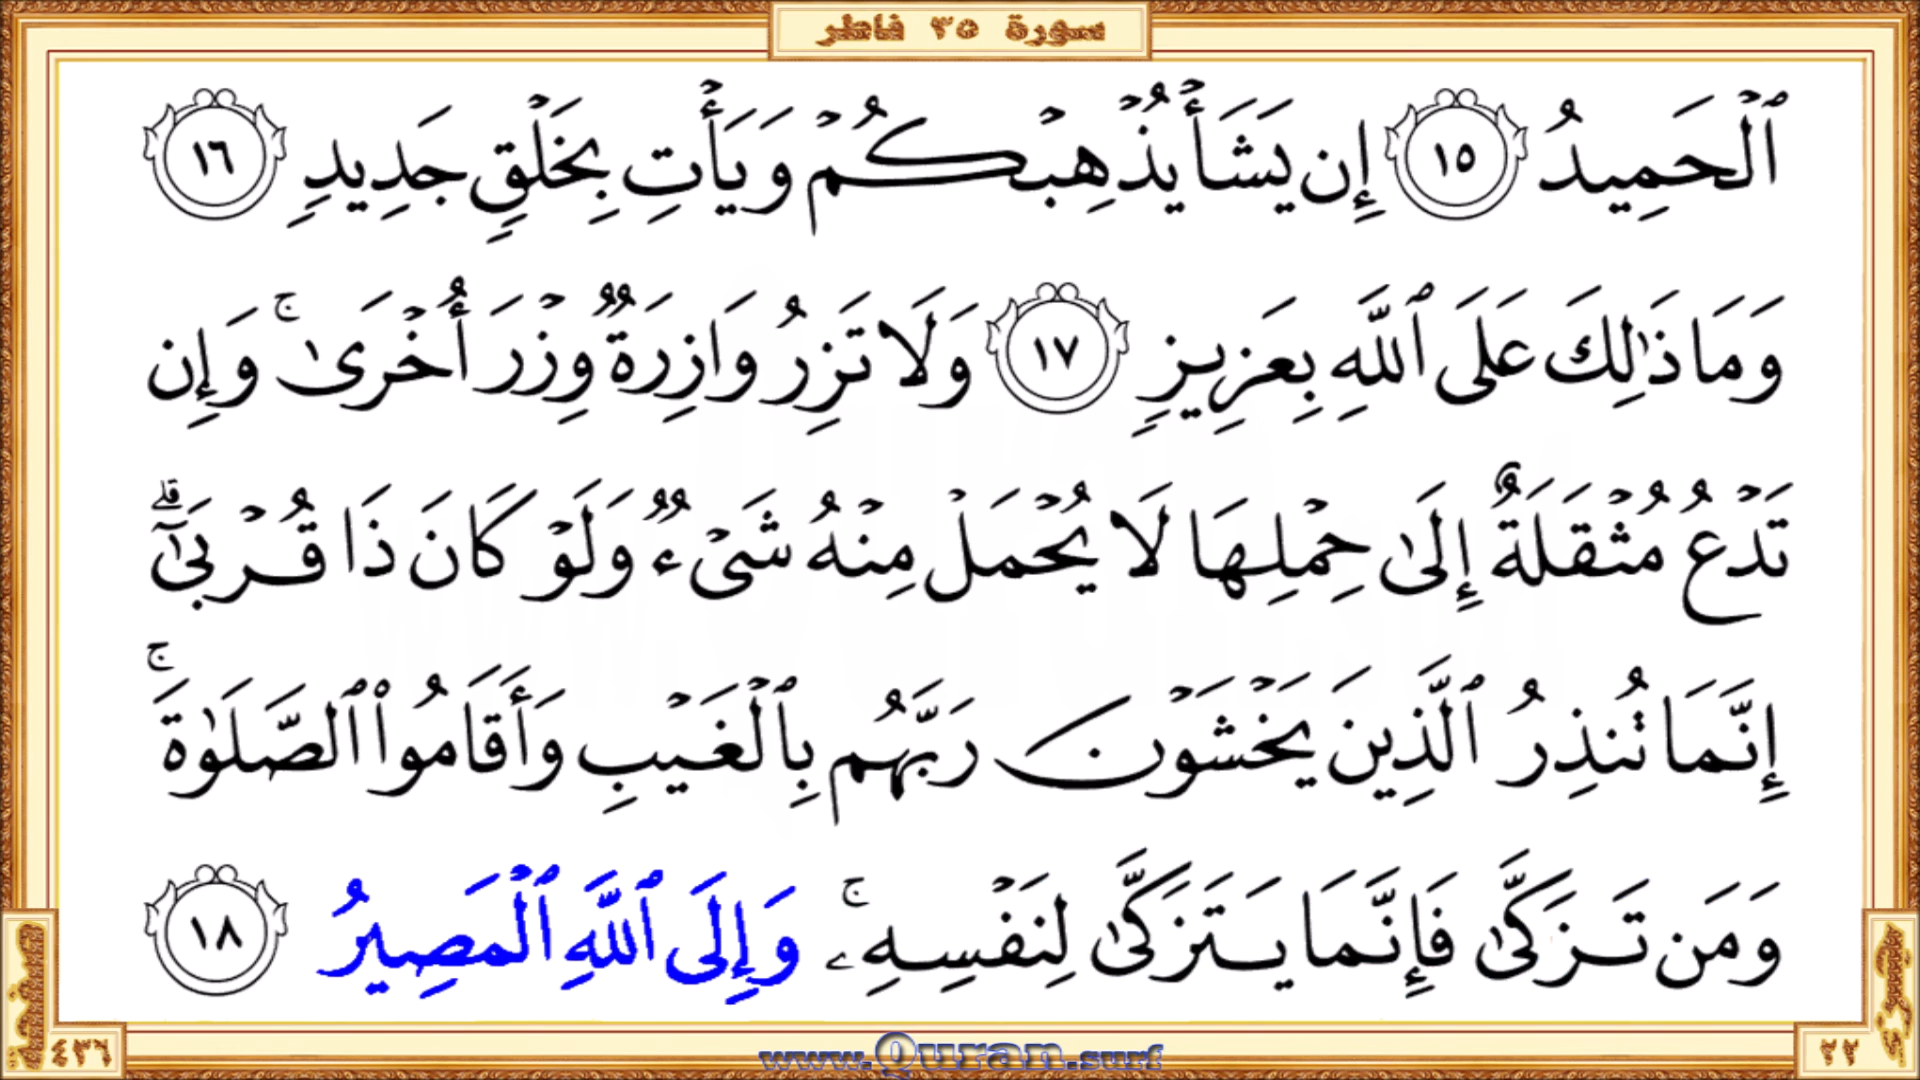 سورة ٣٥ فاطر
ٱلۡحَمِيدُ ١٥ إِن يَشَأۡ يُذۡهِبۡكُمۡ وَيَأۡتِ بِخَلۡقٖ جَدِيدٖ ١٦
وَمَا ذَٰلِكَ عَلَى ٱللَّهِ بِعَزِيزٖ ١٧ وَلَا تَزِرُ وَازِرَةٞ وِزۡرَ أُخۡرَىٰۚ وَإِن
تَدۡعُ مُثۡقَلَةٌ إِلَىٰ حِمۡلِهَا لَا يُحۡمَلۡ مِنۡهُ شَيۡءٞ وَلَوۡ كَانَ ذَا قُرۡبَىٰٓۗ
إِنَّمَا تُنذِرُ ٱلَّذِينَ يَخۡشَوۡنَ رَبَّهُم بِٱلۡغَيۡبِ وَأَقَامُواْ ٱلصَّلَوٰةَۚ
وَمَن تَزَكَّىٰ فَإِنَّمَا يَتَزَكَّىٰ لِنَفۡسِهِۦۚ وَإِلَى ٱللَّهِ ٱلۡمَصِيرُ ١٨
صفحة ٤٣٦
www.Quran.surf
٢٢